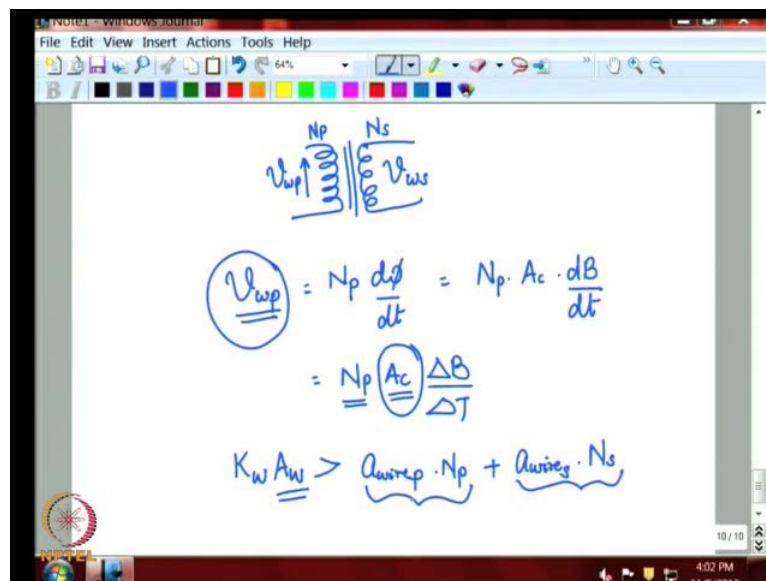 Note1 - Windows Journal
File Edit View Insert Actions Tools Help
64%
B I
Np Ns
Vwp Vws
Vwp = Np dφ/dt = Np · Ac · dB/dt
= Np Ac ΔB/ΔT
Kw Aw > awirep · Np + awires · Ns
10 / 10
NPTEL
4:02 PM